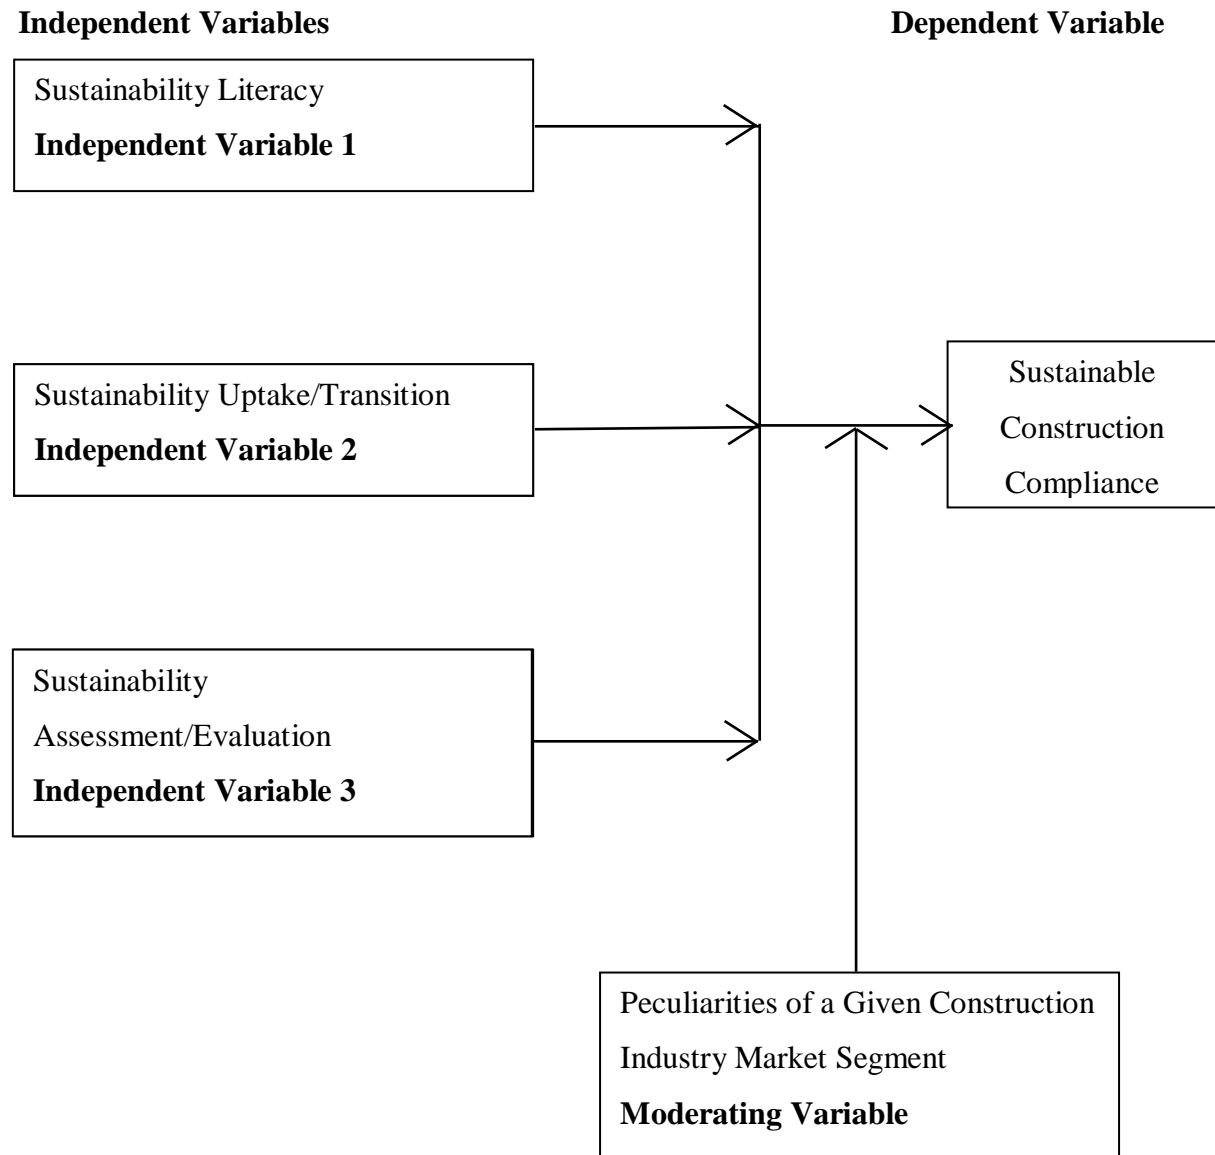 Independent Variables
Dependent Variable
Sustainability Literacy
Independent Variable 1
Sustainability Uptake/Transition
Independent Variable 2
Sustainable
Construction
Compliance
Sustainability
Assessment/Evaluation
Independent Variable 3
Peculiarities of a Given Construction
Industry Market Segment
Moderating Variable